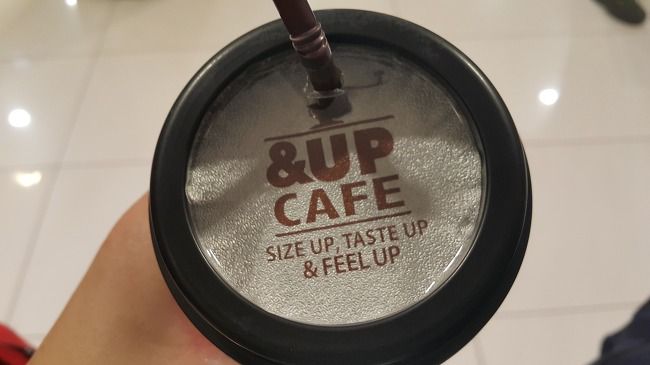 &UP
CAFE
SIZE UP, TASTE UP
& FEEL UP